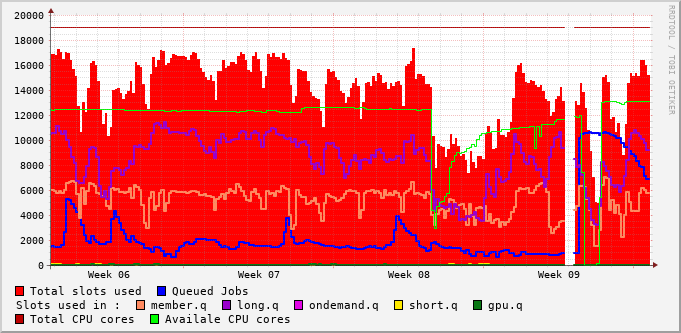 20000
18000
16000
14000
12000
10000
8000
6000
4000
2000
0
Week 06 Week 07 Week 08 Week 09
RRDTOOL / TOBI OETIKER
Total slots used Queued Jobs
Slots used in : member.q long.q ondemand.q short.q gpu.q
Total CPU cores Availale CPU cores